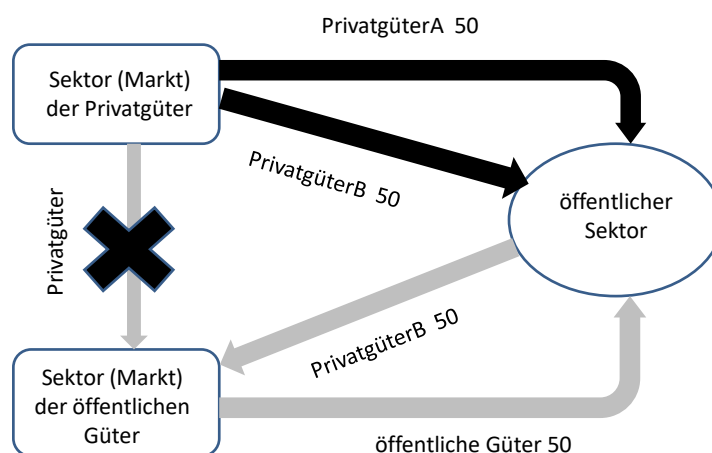 PrivatgüterA 50
Sektor (Markt)
der Privatgüter
PrivatgüterB 50
öffentlicher
Sektor
Privatgüter
PrivatgüterB 50
Sektor (Markt)
der öffentlichen
Güter
öffentliche Güter 50